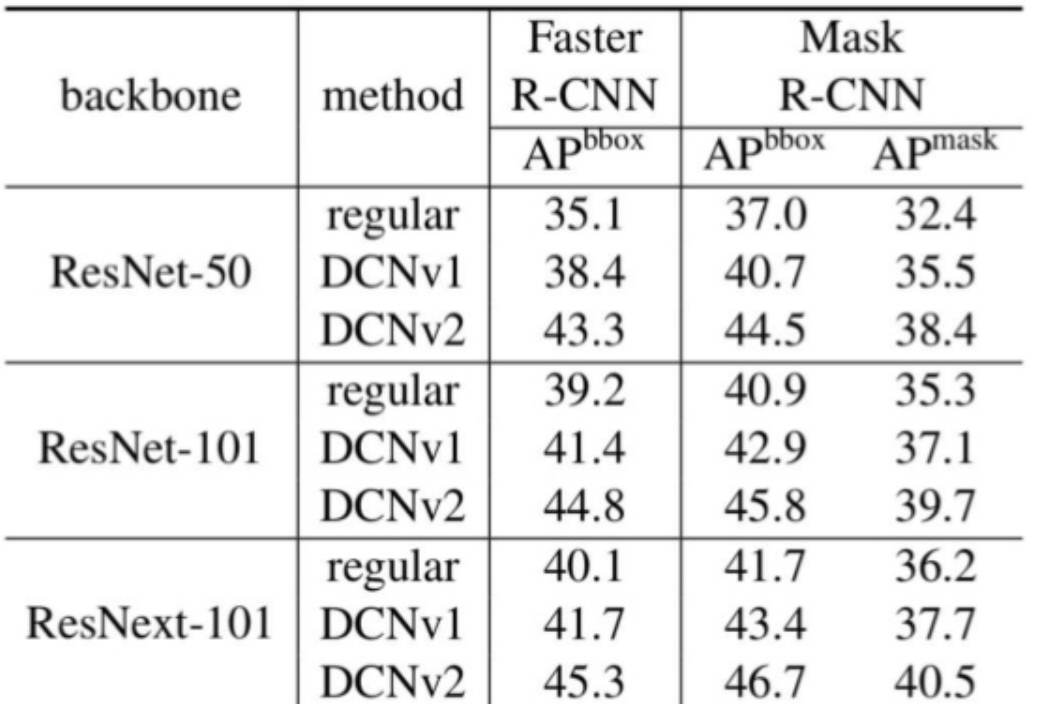 backbone method Faster R-CNN Mask R-CNN
AP^bbox AP^bbox AP^mask
ResNet-50 regular 35.1 37.0 32.4
DCNv1 38.4 40.7 35.5
DCNv2 43.3 44.5 38.4
ResNet-101 regular 39.2 40.9 35.3
DCNv1 41.4 42.9 37.1
DCNv2 44.8 45.8 39.7
ResNext-101 regular 40.1 41.7 36.2
DCNv1 41.7 43.4 37.7
DCNv2 45.3 46.7 40.5